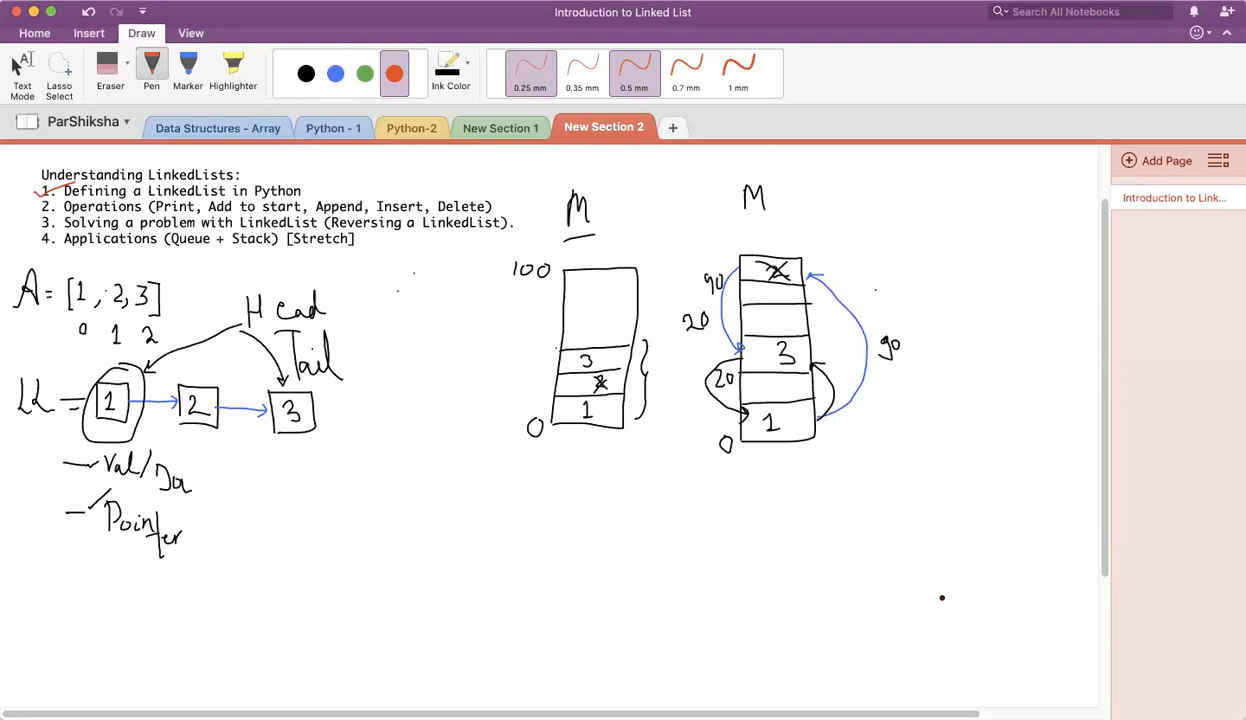 Introduction to Linked List
Search All Notebooks
Home Insert Draw View
Text Mode
Lasso Select
Eraser
Pen
Marker
Highlighter
Ink Color
0.25 mm 0.35 mm 0.5 mm 0.7 mm 1 mm
ParShiksha
Data Structures - Array
Python - 1
Python-2
New Section 1
New Section 2
Add Page
Introduction to Link...
Understanding LinkedLists:
1. Defining a LinkedList in Python
2. Operations (Print, Add to start, Append, Insert, Delete)
3. Solving a problem with LinkedList (Reversing a LinkedList).
4. Applications (Queue + Stack) [Stretch]
A = [1, 2, 3]
0 1 2
Head
Tail
LL = 1 2 3
- Val/Da
- Pointer
M
100
3
2
1
0
M
90
2
20
3
20
90
1
0